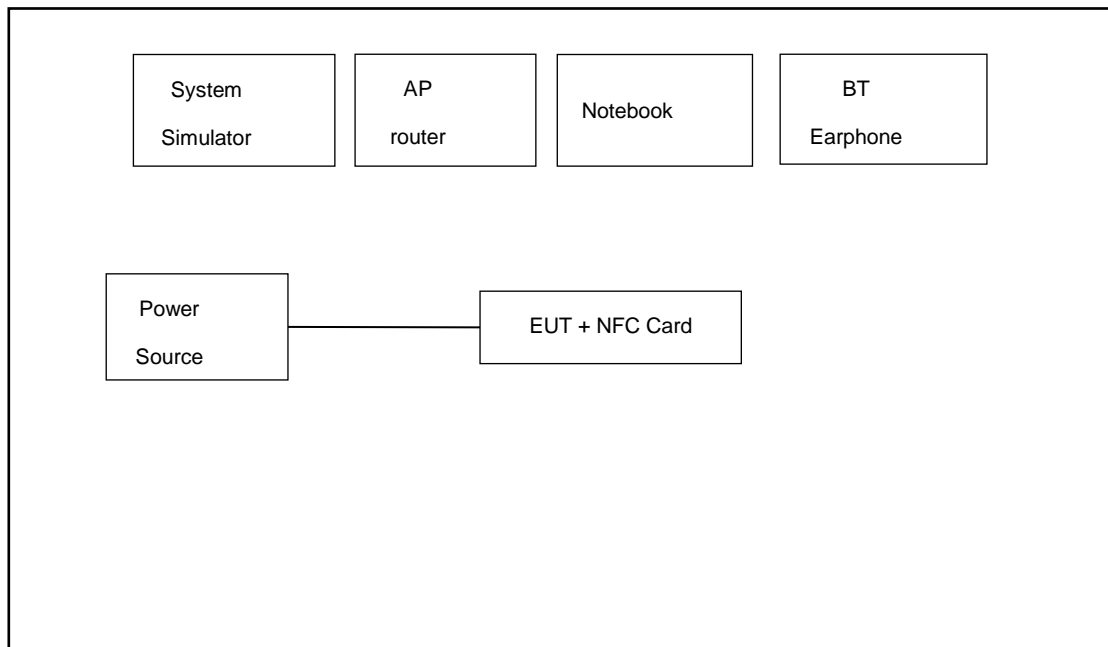 System
Simulator
AP
router
Notebook
BT
Earphone
Power
Source
EUT + NFC Card